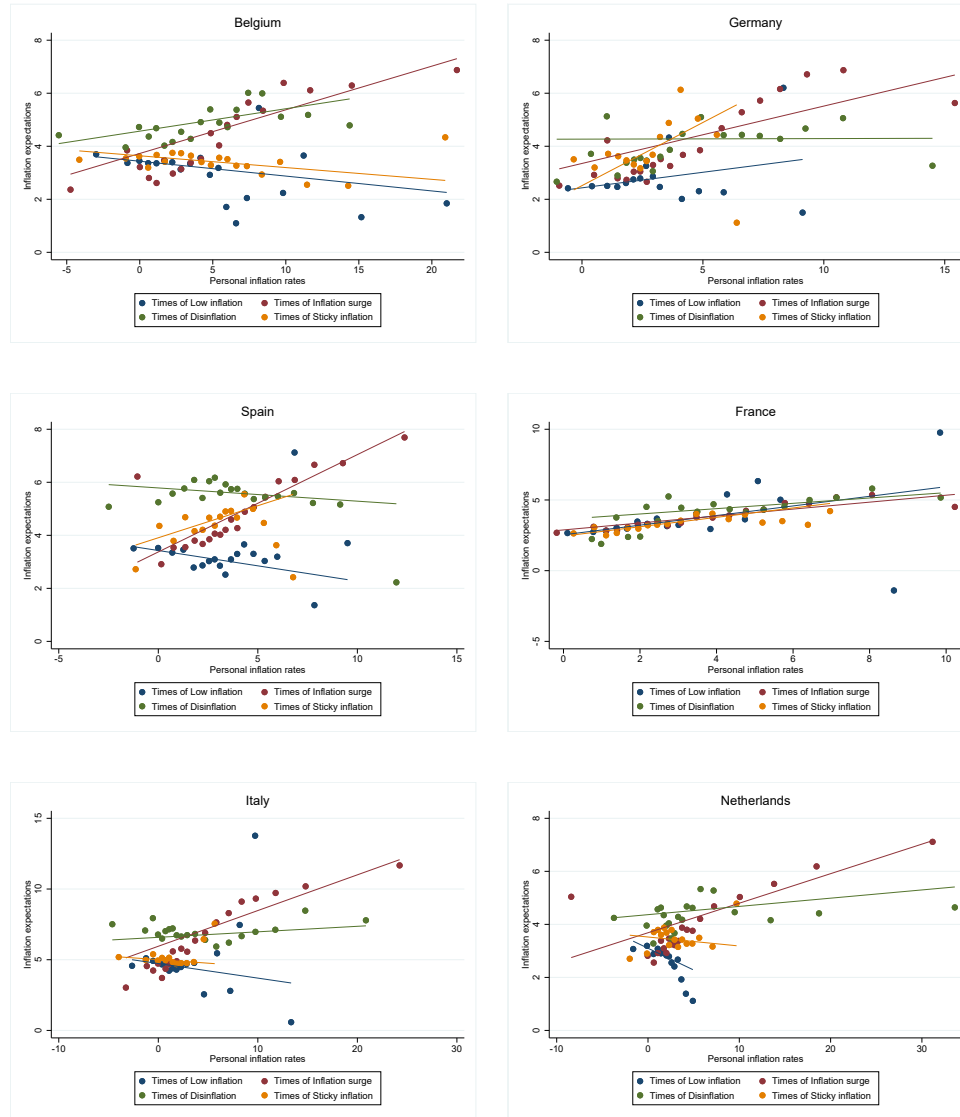 Belgium
Inflation expectations
8
6
4
2
0
-5 0 5 10 15 20
Personal inflation rates
Times of Low inflation Times of Inflation surge
Times of Disinflation Times of Sticky inflation
Germany
Inflation expectations
8
6
4
2
0
0 5 10 15
Personal inflation rates
Times of Low inflation Times of Inflation surge
Times of Disinflation Times of Sticky inflation
Spain
Inflation expectations
8
6
4
2
0
-5 0 5 10 15
Personal inflation rates
Times of Low inflation Times of Inflation surge
Times of Disinflation Times of Sticky inflation
France
Inflation expectations
10
5
0
-5
0 2 4 6 8 10
Personal inflation rates
Times of Low inflation Times of Inflation surge
Times of Disinflation Times of Sticky inflation
Italy
Inflation expectations
15
10
5
0
-10 0 10 20 30
Personal inflation rates
Times of Low inflation Times of Inflation surge
Times of Disinflation Times of Sticky inflation
Netherlands
Inflation expectations
8
6
4
2
0
-10 0 10 20 30
Personal inflation rates
Times of Low inflation Times of Inflation surge
Times of Disinflation Times of Sticky inflation